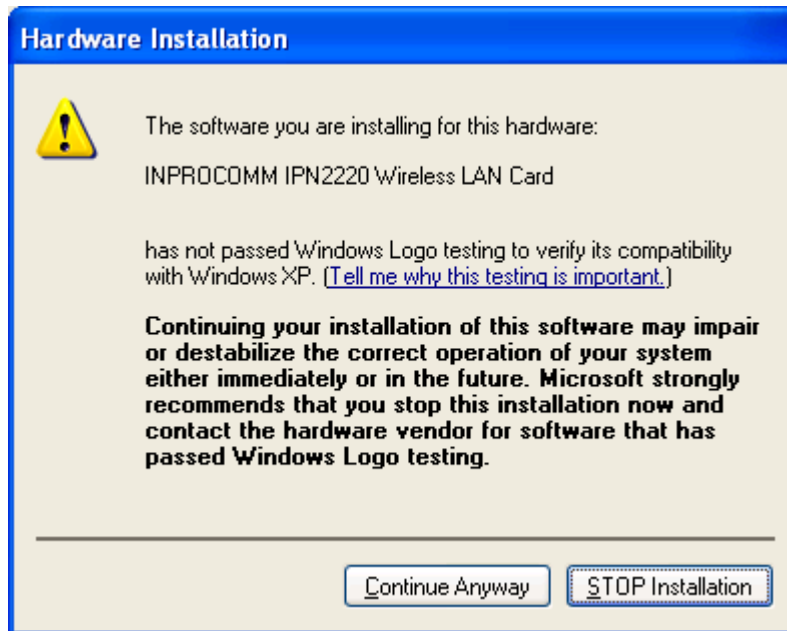 Hardware Installation
The software you are installing for this hardware:
INPROCOMM IPN2220 Wireless LAN Card
has not passed Windows Logo testing to verify its compatibility
with Windows XP. (Tell me why this testing is important.)
Continuing your installation of this software may impair
or destabilize the correct operation of your system
either immediately or in the future. Microsoft strongly
recommends that you stop this installation now and
contact the hardware vendor for software that has
passed Windows Logo testing.
Continue Anyway
STOP Installation